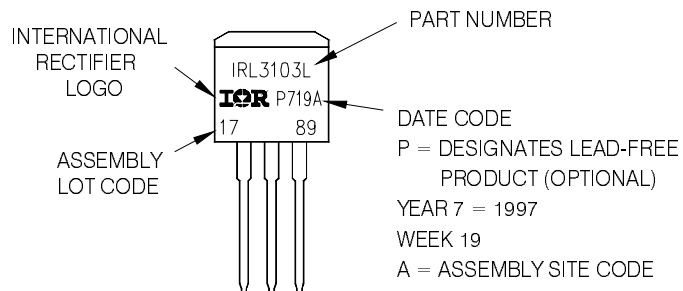 PART NUMBER
INTERNATIONAL
RECTIFIER
LOGO
IRL3103L
IOR P719A
17 89
ASSEMBLY
LOT CODE
DATE CODE
P = DESIGNATES LEAD-FREE
PRODUCT (OPTIONAL)
YEAR 7 = 1997
WEEK 19
A = ASSEMBLY SITE CODE